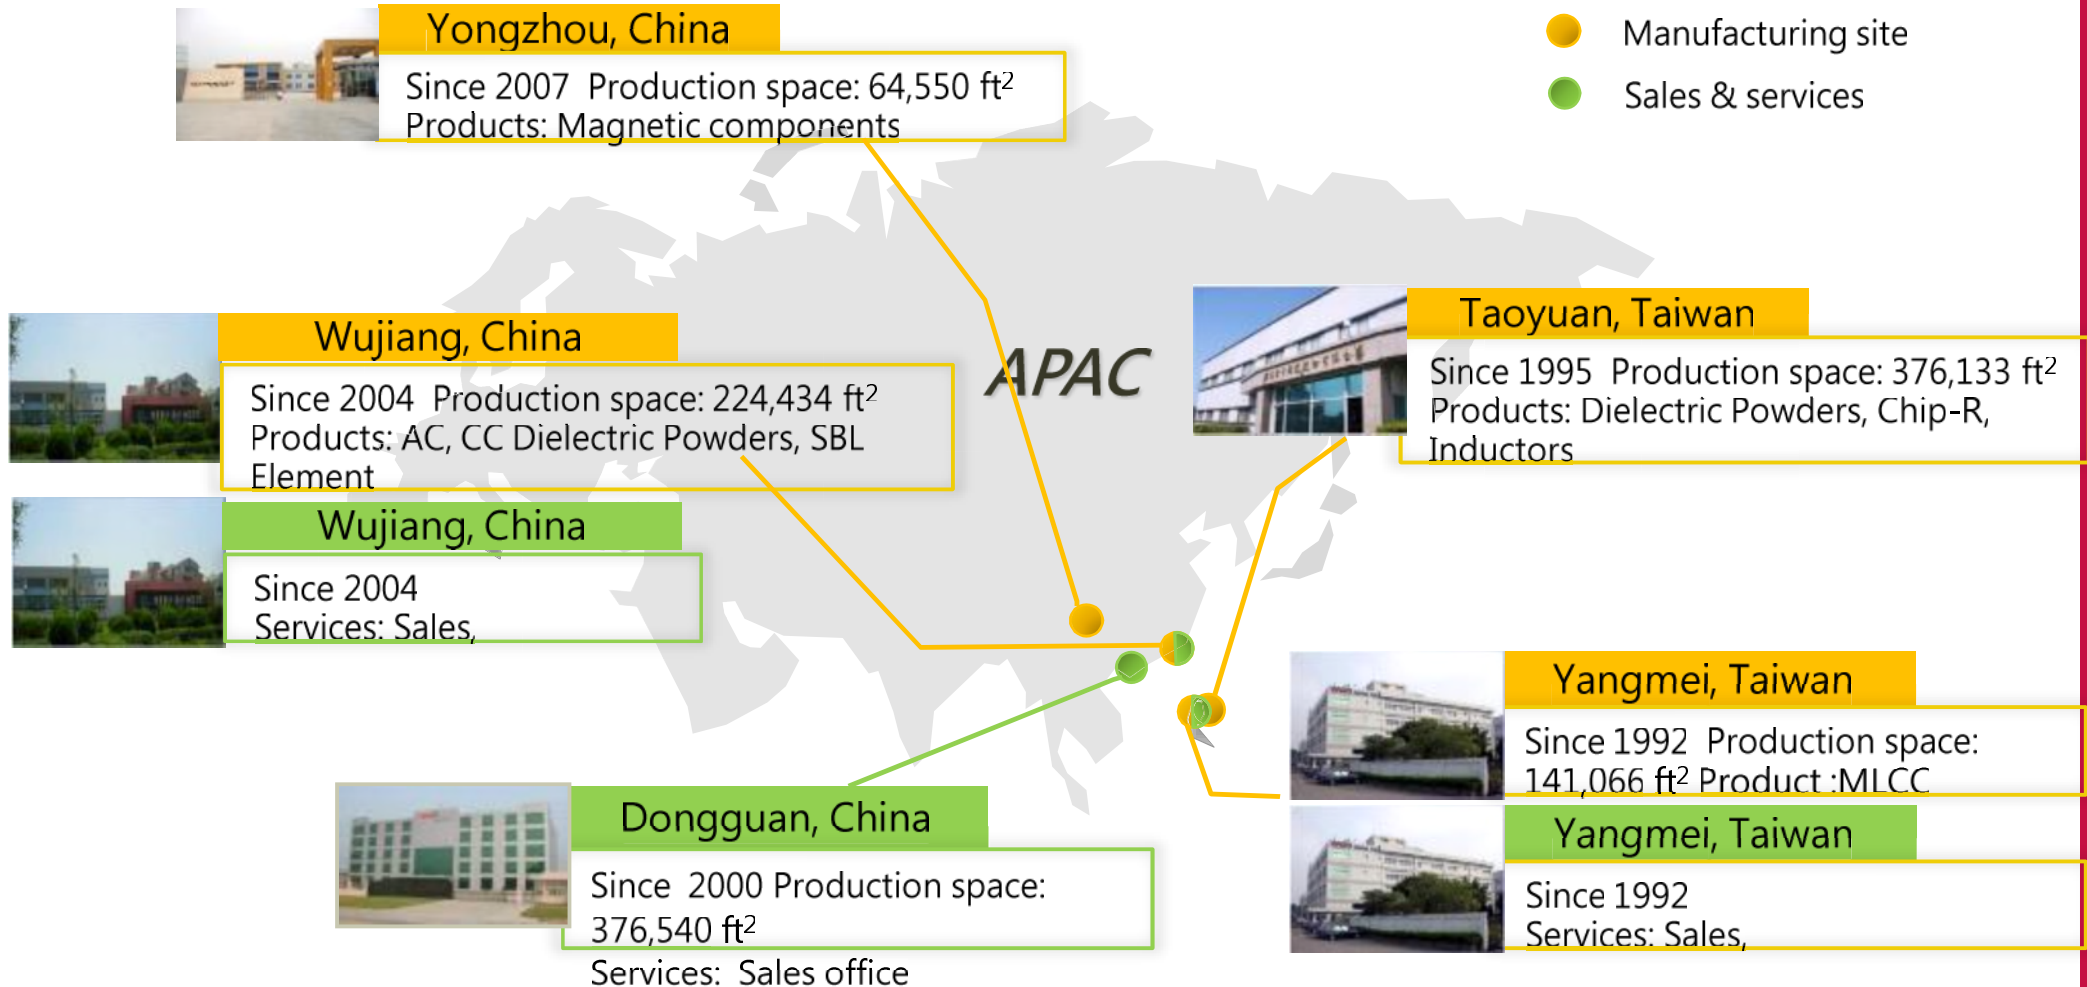 Yongzhou, China
Since 2007 Production space: 64,550 ft²
Products: Magnetic components
Manufacturing site
Sales & services
Wujiang, China
Since 2004 Production space: 224,434 ft²
Products: AC, CC Dielectric Powders, SBL
Element
Wujiang, China
Since 2004
Services: Sales,
APAC
Taoyuan, Taiwan
Since 1995 Production space: 376,133 ft²
Products: Dielectric Powders, Chip-R,
Inductors
Yangmei, Taiwan
Since 1992 Production space:
141,066 ft² Product :MLCC
Yangmei, Taiwan
Since 1992
Services: Sales,
Dongguan, China
Since 2000 Production space:
376,540 ft²
Services: Sales office